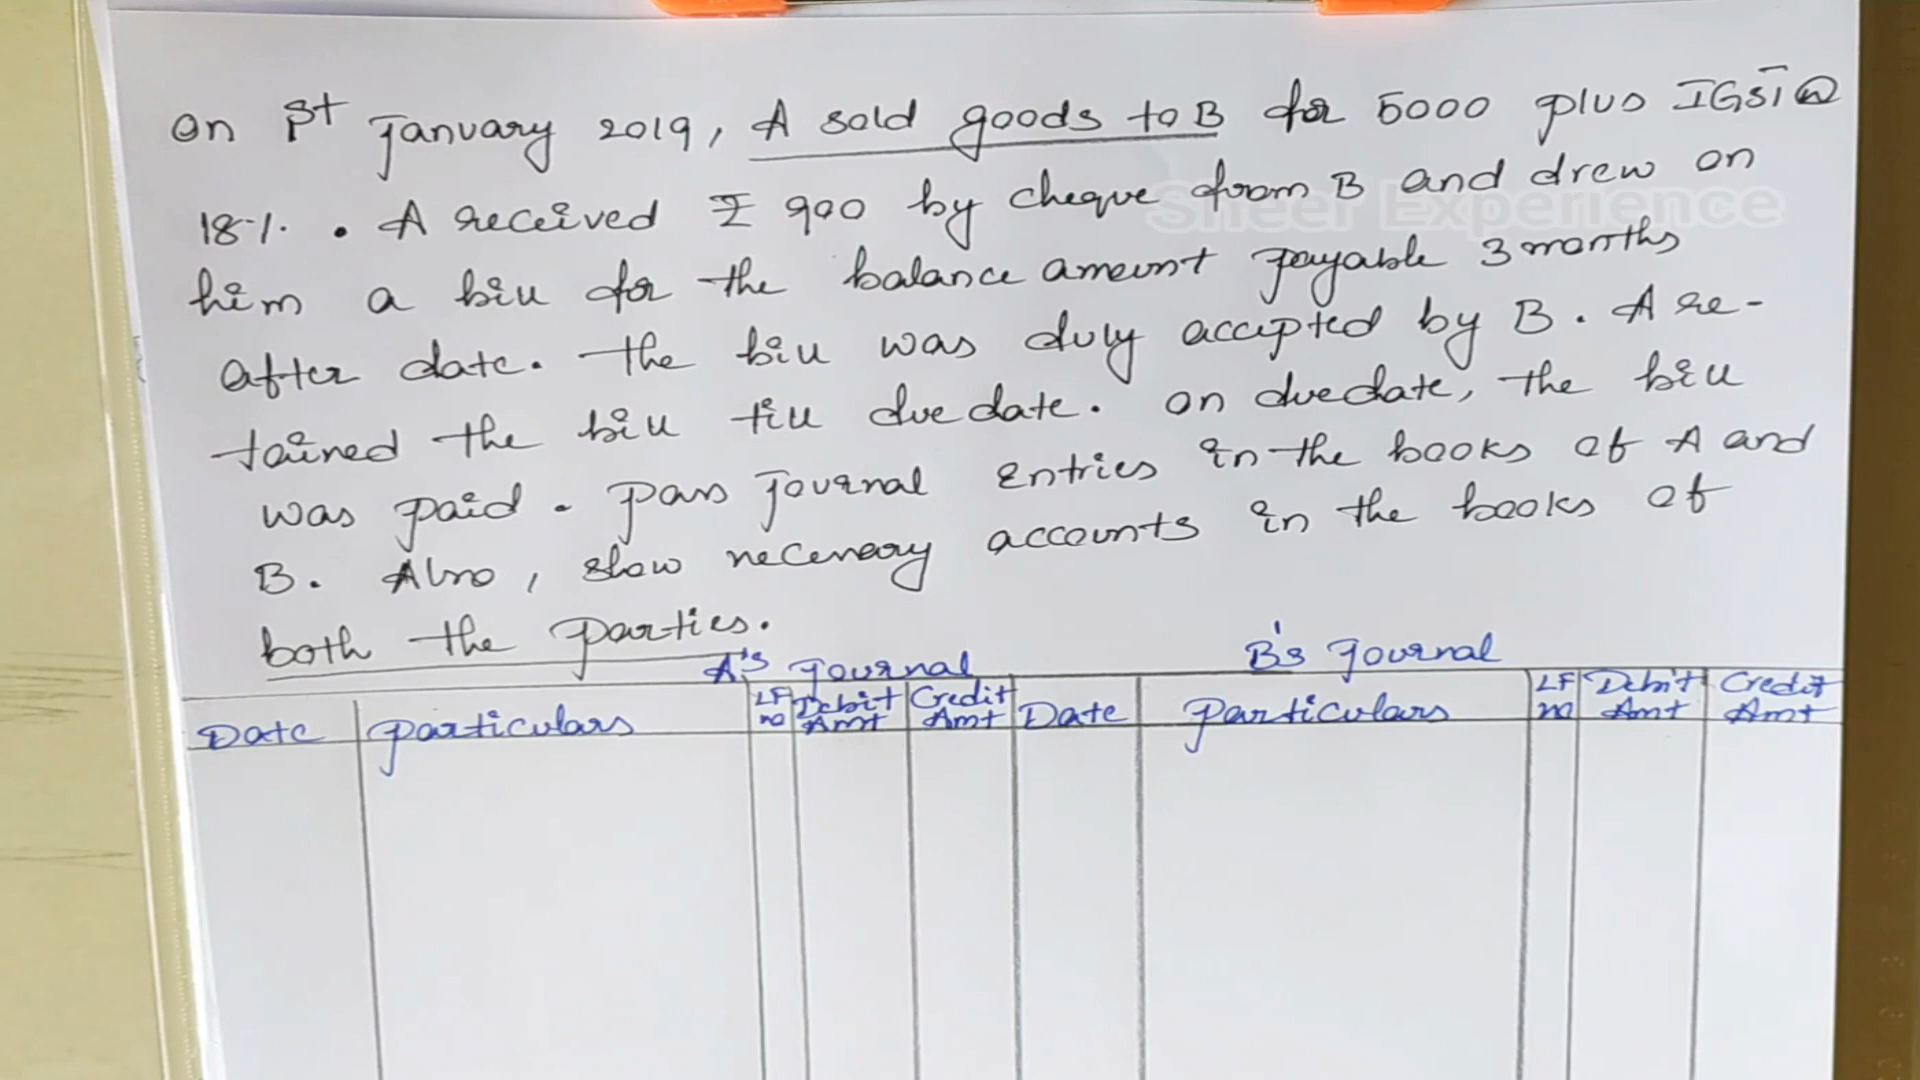 On 1st January 2019, A sold goods to B for 5000 plus IGST @
18%. A received ₹ 900 by cheque from B and drew on
him a bill for the balance amount payable 3 months
after date. The bill was duly accepted by B. A re-
tained the bill till due date. On due date, the bill
was paid. Pass Journal entries in the books of A and
B. Also, show necessary accounts in the books of
both the parties.
A's Journal
B's Journal
Date Particulars LF no Debit Amt Credit Amt Date Particulars LF no Debit Amt Credit Amt
Sheer Experience